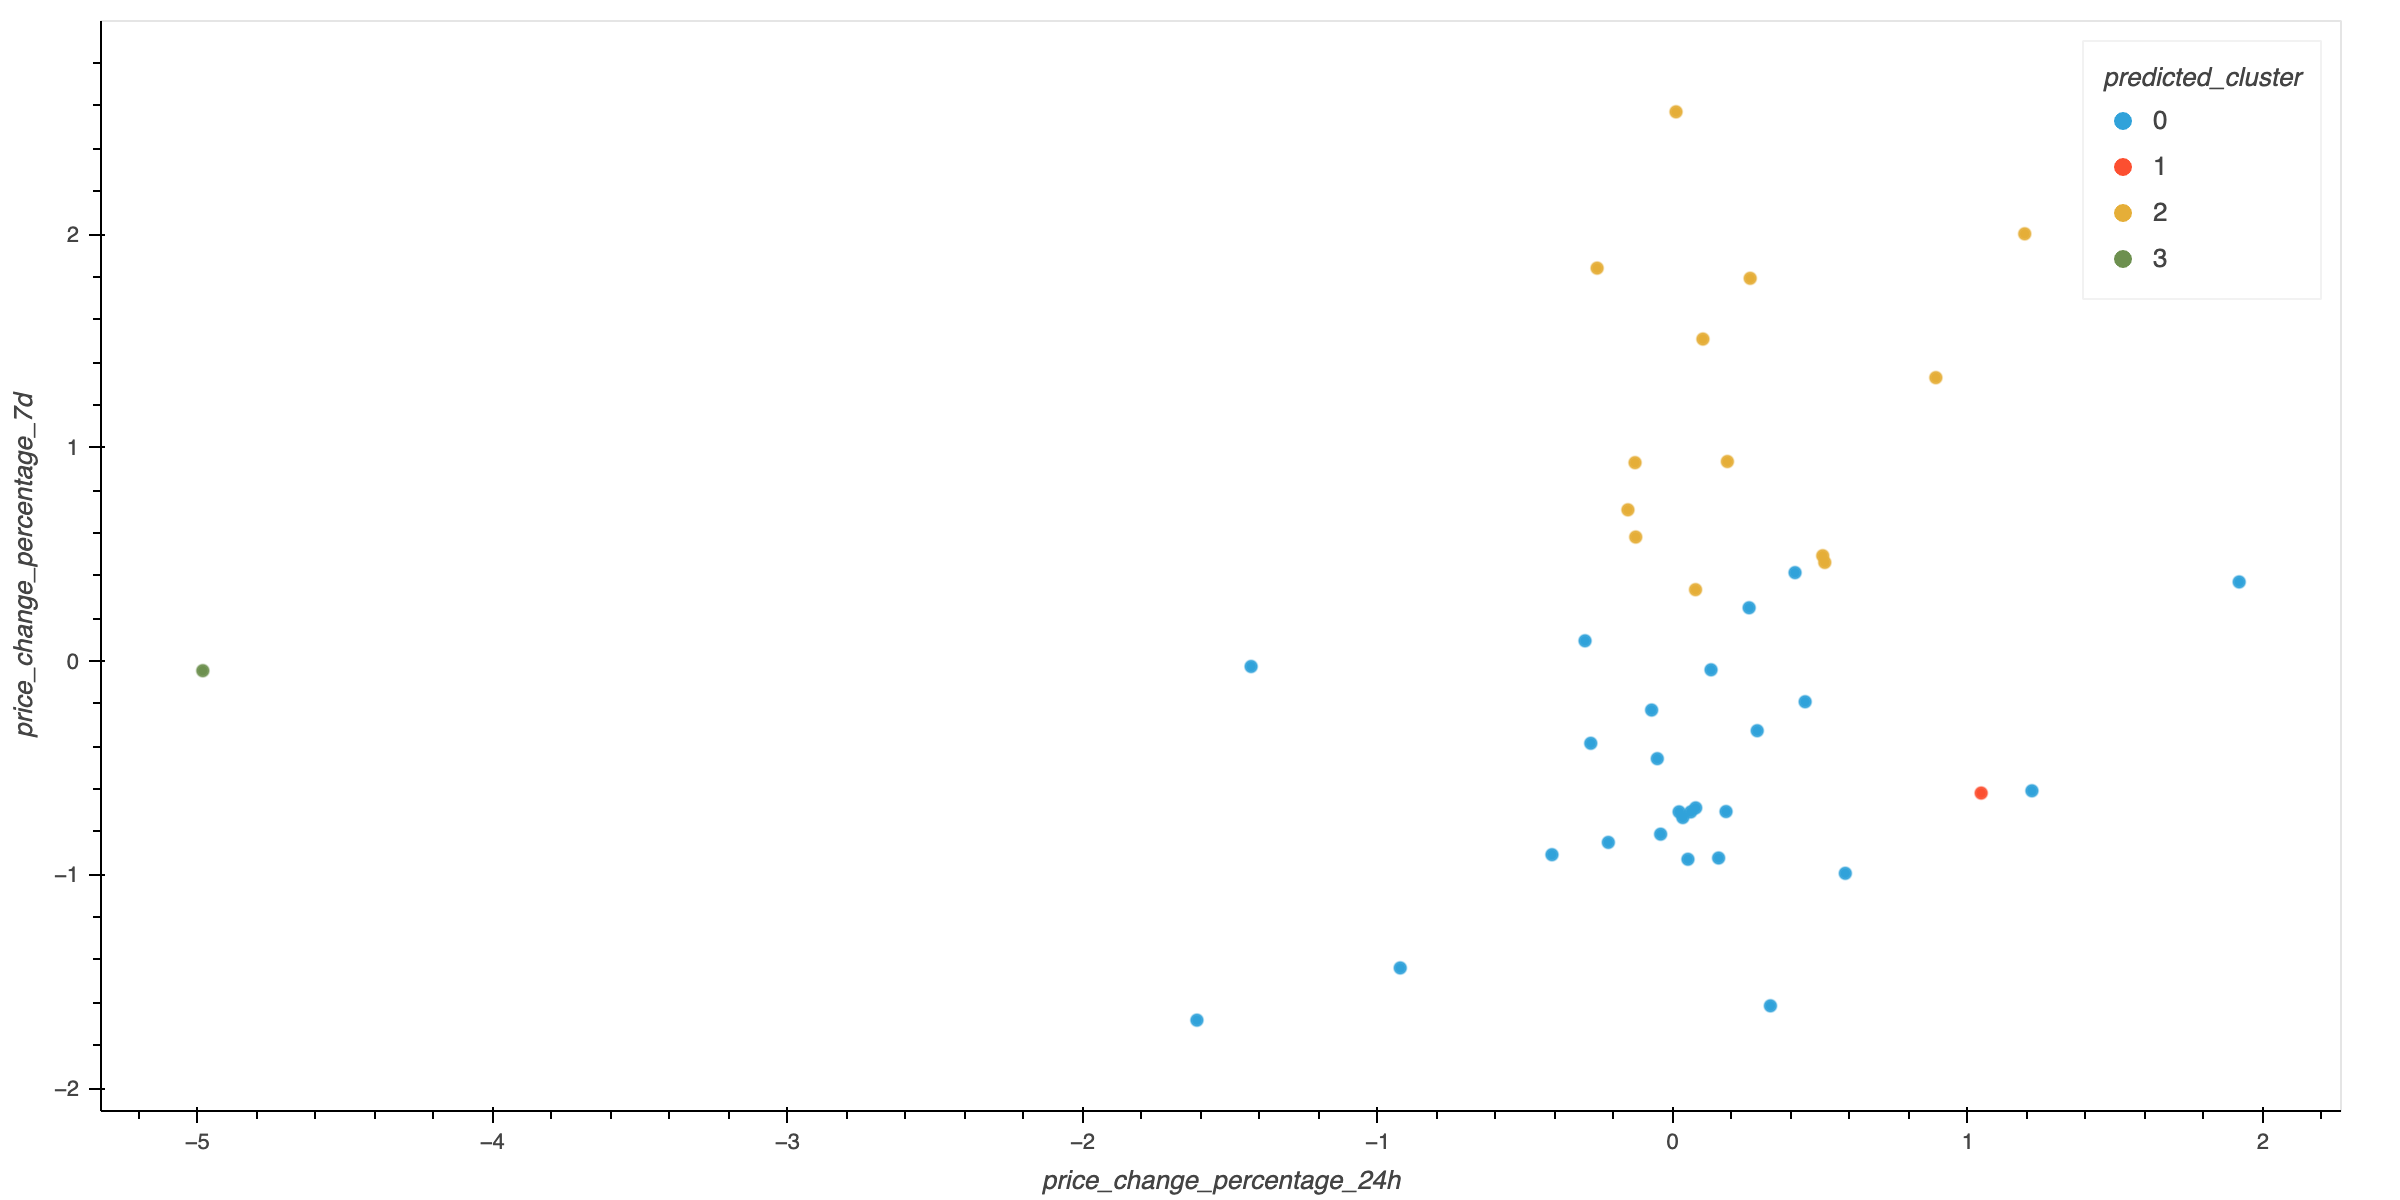 predicted_cluster
0
1
2
3
price_change_percentage_7d
2
1
0
−1
−2
−5 −4 −3 −2 −1 0 1 2
price_change_percentage_24h